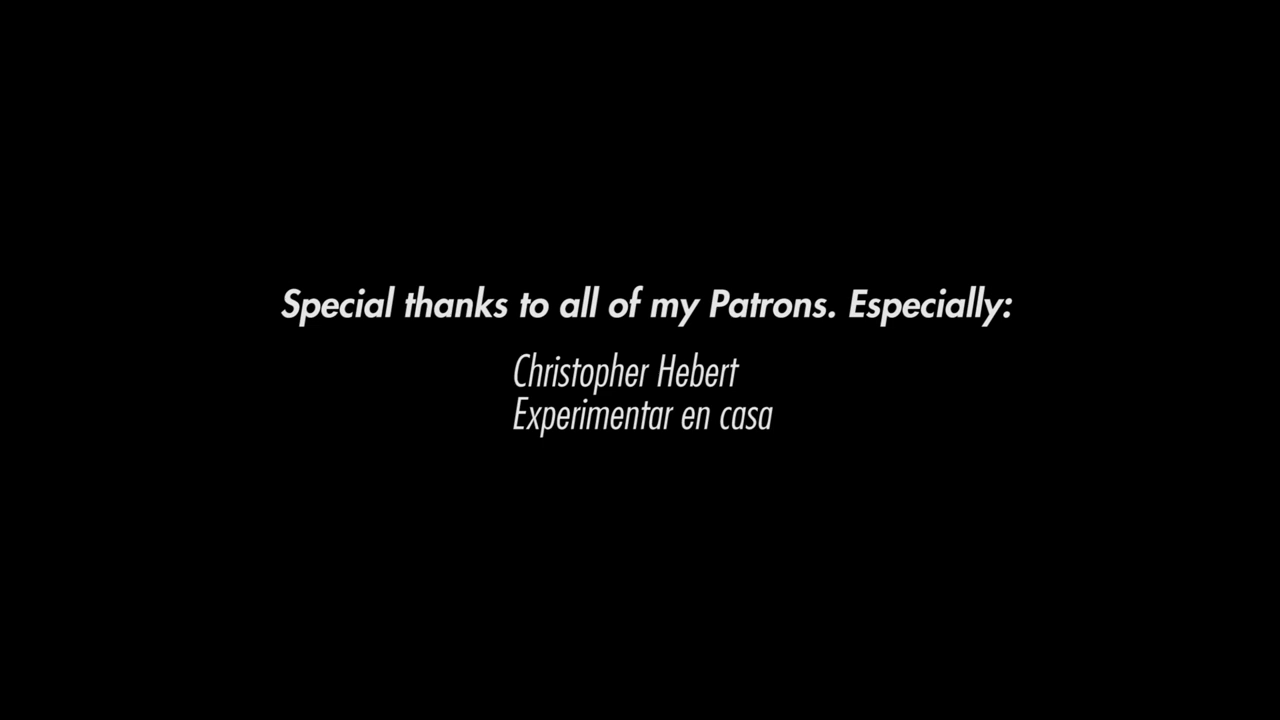 Special thanks to all of my Patrons. Especially:
Christopher Hebert
Experimentar en casa